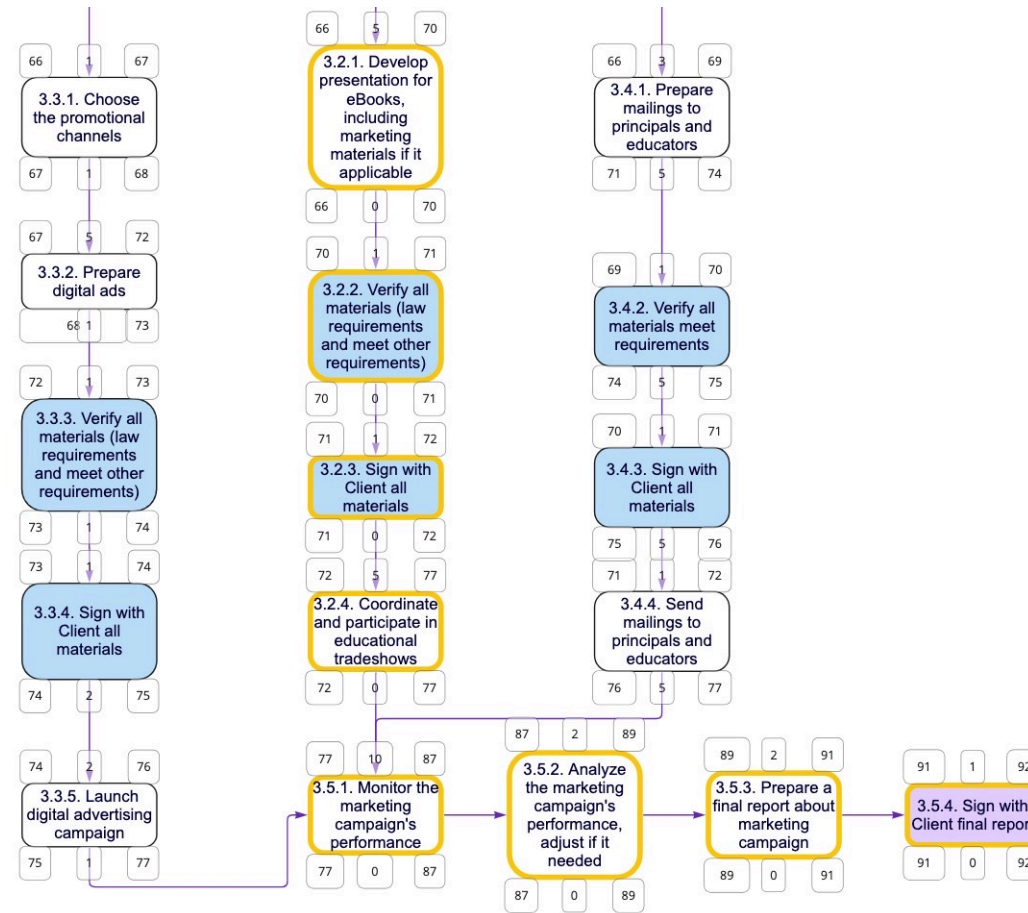 66 1 67
3.3.1. Choose
the promotional
channels
67 1 68
67 5 72
3.3.2. Prepare
digital ads
68 1 73
72 1 73
3.3.3. Verify all
materials (law
requirements
and meet other
requirements)
73 1 74
73 1 74
3.3.4. Sign with
Client all
materials
74 2 75
74 2 76
3.3.5. Launch
digital advertising
campaign
75 1 77
66 5 70
3.2.1. Develop
presentation for
eBooks,
including
marketing
materials if it
applicable
66 0 70
70 1 71
3.2.2. Verify all
materials (law
requirements
and meet other
requirements)
70 0 71
71 1 72
3.2.3. Sign with
Client all
materials
71 0 72
72 5 77
3.2.4. Coordinate
and participate in
educational
tradeshows
72 0 77
66 3 69
3.4.1. Prepare
mailings to
principals and
educators
71 5 74
69 1 70
3.4.2. Verify all
materials meet
requirements
74 5 75
70 1 71
3.4.3. Sign with
Client all
materials
75 5 76
71 1 72
3.4.4. Send
mailings to
principals and
educators
76 5 77
77 10 87
3.5.1. Monitor the
marketing
campaign's
performance
77 0 87
87 2 89
3.5.2. Analyze
the marketing
campaign's
performance,
adjust if it
needed
87 0 89
89 2 91
3.5.3. Prepare a
final report about
marketing
campaign
89 0 91
91 1 92
3.5.4. Sign with
Client final report
91 0 92